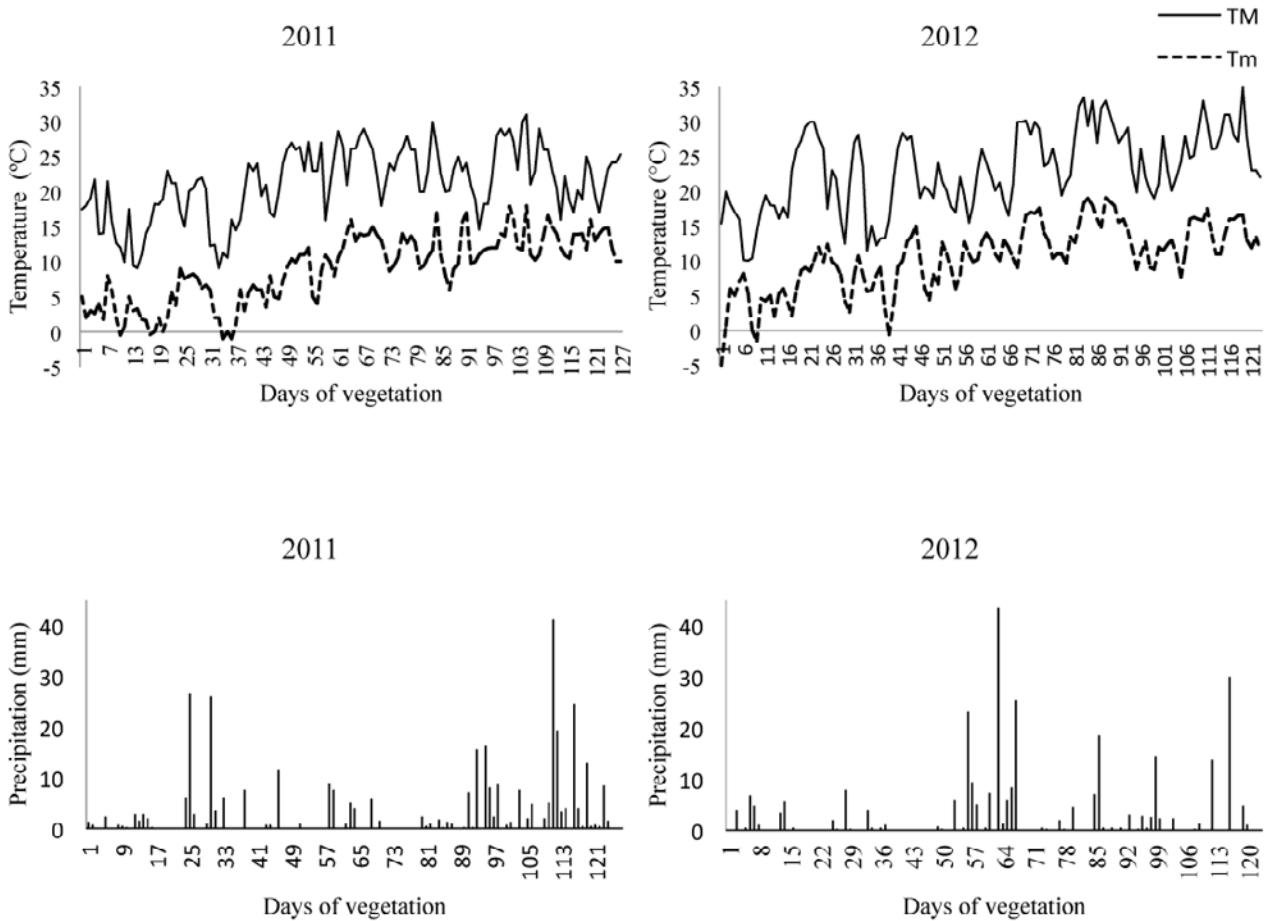 TM
Tm
2011
2012
Temperature (°C)
35
30
25
20
15
10
5
0
-5
1 7 13 19 25 31 37 43 49 55 61 67 73 79 85 91 97 103 109 115 121 127
Days of vegetation
Temperature (°C)
35
30
25
20
15
10
5
0
-5
1 6 11 16 21 26 31 36 41 46 51 56 61 66 71 76 81 86 91 96 101 106 111 116 121
Days of vegetation
2011
2012
Precipitation (mm)
40
30
20
10
0
1 9 17 25 33 41 49 57 65 73 81 89 97 105 113 121
Days of vegetation
Precipitation (mm)
40
30
20
10
0
1 8 15 22 29 36 43 50 57 64 71 78 85 92 99 106 113 120
Days of vegetation